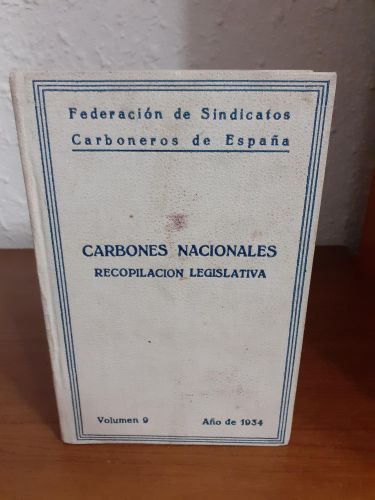 Federación de Sindicatos
Carboneros de España
CARBONES NACIONALES
RECOPILACION LEGISLATIVA
Volumen 9 Año de 1934